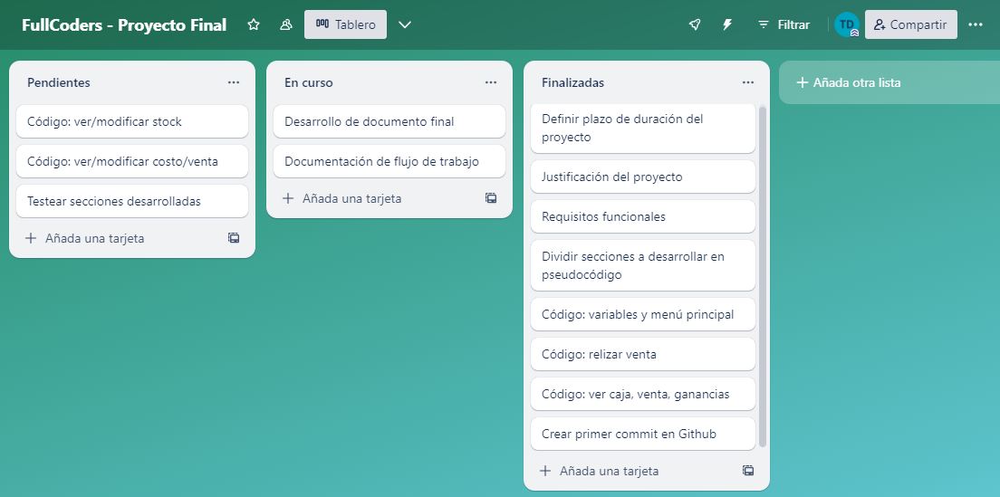 FullCoders - Proyecto Final
Tablero
Filtrar
TD
Compartir
Pendientes
Código: ver/modificar stock
Código: ver/modificar costo/venta
Testear secciones desarrolladas
Añada una tarjeta
En curso
Desarrollo de documento final
Documentación de flujo de trabajo
Añada una tarjeta
Finalizadas
Definir plazo de duración del
proyecto
Justificación del proyecto
Requisitos funcionales
Dividir secciones a desarrollar en
pseudocódigo
Código: variables y menú principal
Código: relizar venta
Código: ver caja, venta, ganancias
Crear primer commit en Github
Añada una tarjeta
Añada otra lista